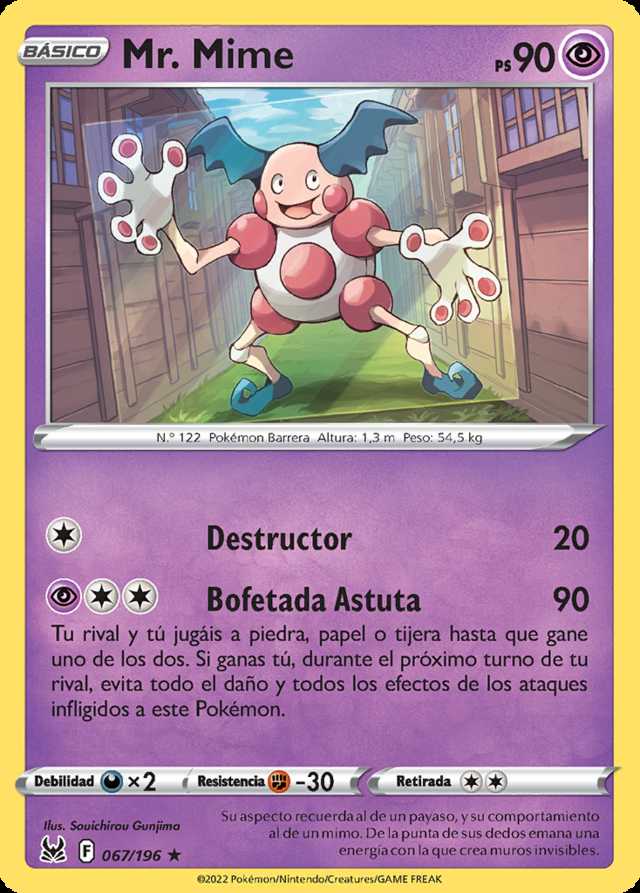 BÁSICO Mr. Mime PS 90
N.º 122 Pokémon Barrera Altura: 1,3 m Peso: 54,5 kg
Destructor 20
Bofetada Astuta 90
Tu rival y tú jugáis a piedra, papel o tijera hasta que gane
uno de los dos. Si ganas tú, durante el próximo turno de tu
rival, evita todo el daño y todos los efectos de los ataques
infligidos a este Pokémon.
Debilidad ×2 Resistencia -30 Retirada
Ilus. Souichirou Gunjima
F 067/196 ★
Su aspecto recuerda al de un payaso, y su comportamiento
al de un mimo. De la punta de sus dedos emana una
energía con la que crea muros invisibles.
©2022 Pokémon/Nintendo/Creatures/GAME FREAK